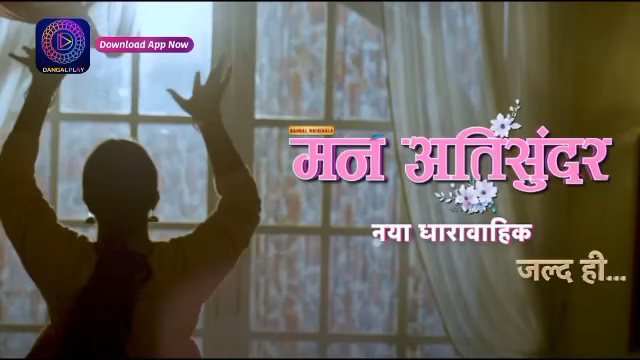 DANGALPLAY
Download App Now
DANGAL ORIGINALS
मन अतिसुंदर
नया धारावाहिक
जल्द ही...